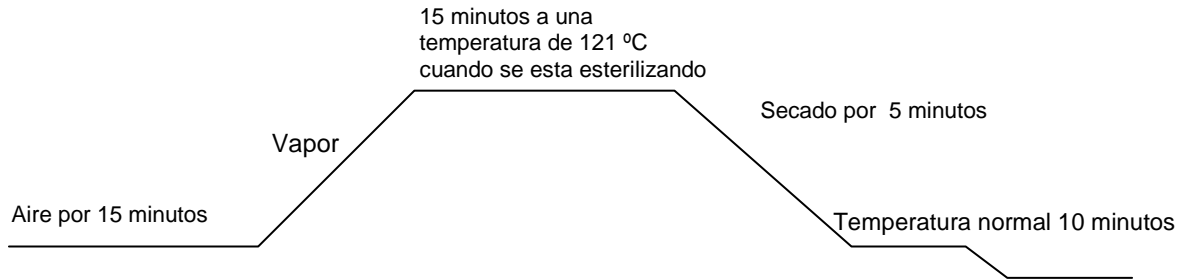 15 minutos a una
temperatura de 121 ºC
cuando se esta esterilizando
Secado por 5 minutos
Vapor
Aire por 15 minutos
Temperatura normal 10 minutos